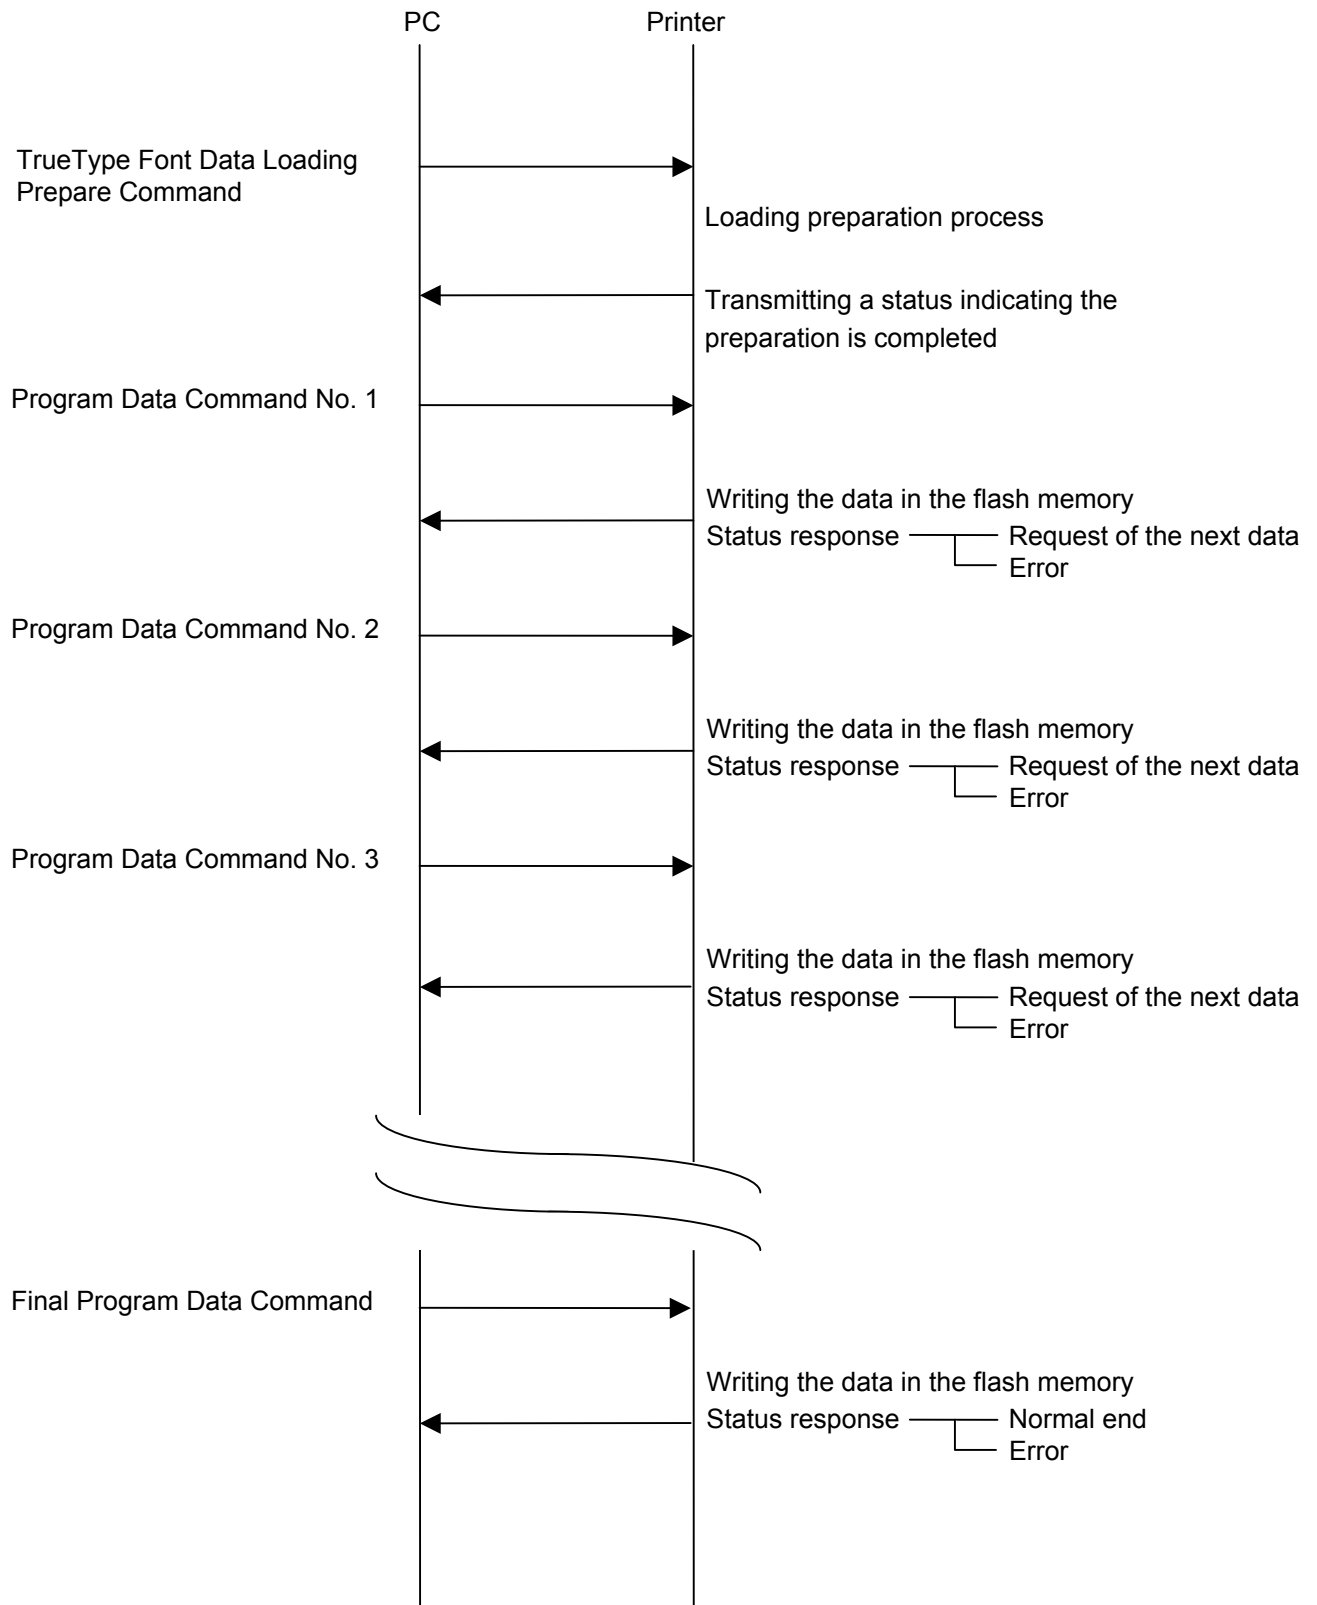 PC Printer
TrueType Font Data Loading
Prepare Command
Loading preparation process
Transmitting a status indicating the
preparation is completed
Program Data Command No. 1
Writing the data in the flash memory
Status response Request of the next data
Error
Program Data Command No. 2
Writing the data in the flash memory
Status response Request of the next data
Error
Program Data Command No. 3
Writing the data in the flash memory
Status response Request of the next data
Error
Final Program Data Command
Writing the data in the flash memory
Status response Normal end
Error